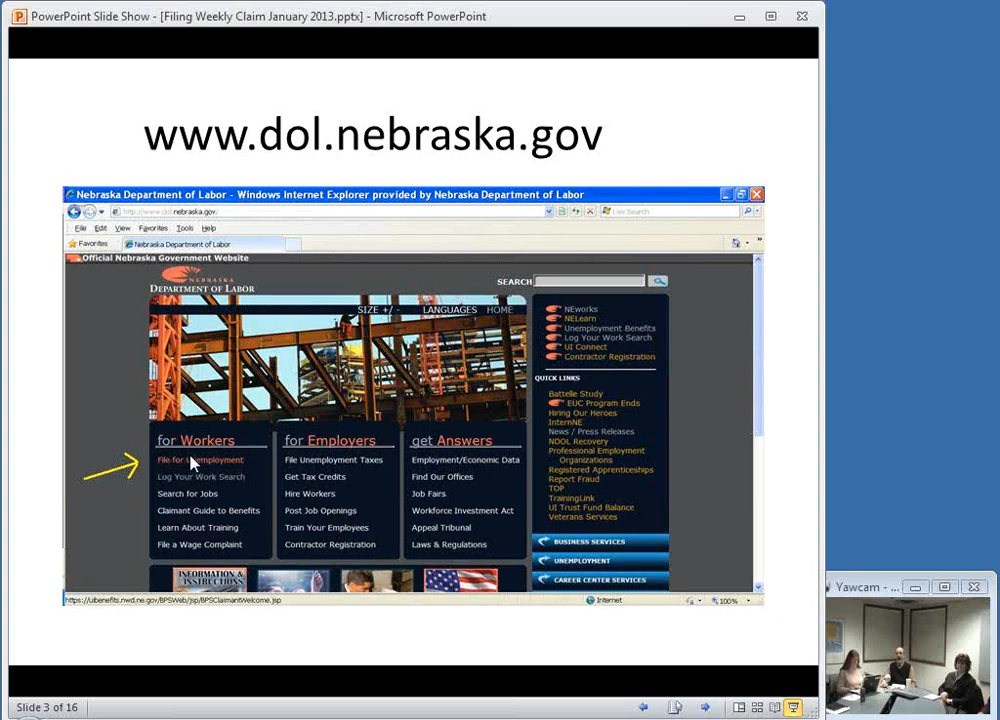 PowerPoint Slide Show - [Filing Weekly Claim January 2013.pptx] - Microsoft PowerPoint
www.dol.nebraska.gov
Nebraska Department of Labor - Windows Internet Explorer provided by Nebraska Department of Labor
http://www.dol.nebraska.gov/
Live Search
File Edit View Favorites Tools Help
Favorites
Nebraska Department of Labor
Official Nebraska Government Website
NEBRASKA
DEPARTMENT OF LABOR
SEARCH
SIZE +/ -
LANGUAGES
HOME
NEworks
NELearn
Unemployment Benefits
Log Your Work Search
UI Connect
Contractor Registration
QUICK LINKS
Battelle Study
EUC Program Ends
Hiring Our Heroes
InternNE
News / Press Releases
NDOL Recovery
Professional Employment
Organizations
Registered Apprenticeships
Report Fraud
TOP
TrainingLink
UI Trust Fund Balance
Veterans Services
BUSINESS SERVICES
UNEMPLOYMENT
CAREER CENTER SERVICES
for Workers
File for Unemployment
Log Your Work Search
Search for Jobs
Claimant Guide to Benefits
Learn About Training
File a Wage Complaint
for Employers
File Unemployment Taxes
Get Tax Credits
Hire Workers
Post Job Openings
Train Your Employees
Contractor Registration
get Answers
Employment/Economic Data
Find Our Offices
Job Fairs
Workforce Investment Act
Appeal Tribunal
Laws & Regulations
INFORMATION &
INSTRUCTIONS
https://uibenefits.nwd.ne.gov/BPSWeb/jsp/BPSClaimantWelcome.jsp
Internet
100%
Yawcam - ...
Slide 3 of 16